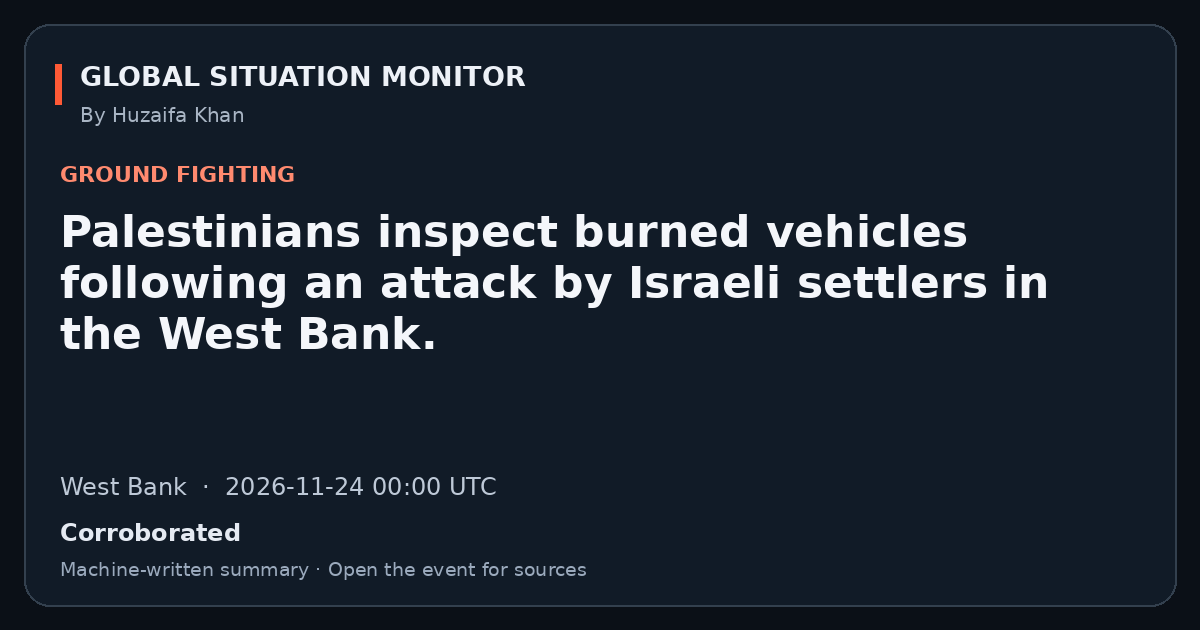 GLOBAL SITUATION MONITOR
By Huzaifa Khan
GROUND FIGHTING
Palestinians inspect burned vehicles
following an attack by Israeli settlers in
the West Bank.
West Bank · 2026-11-24 00:00 UTC
Corroborated
Machine-written summary · Open the event for sources